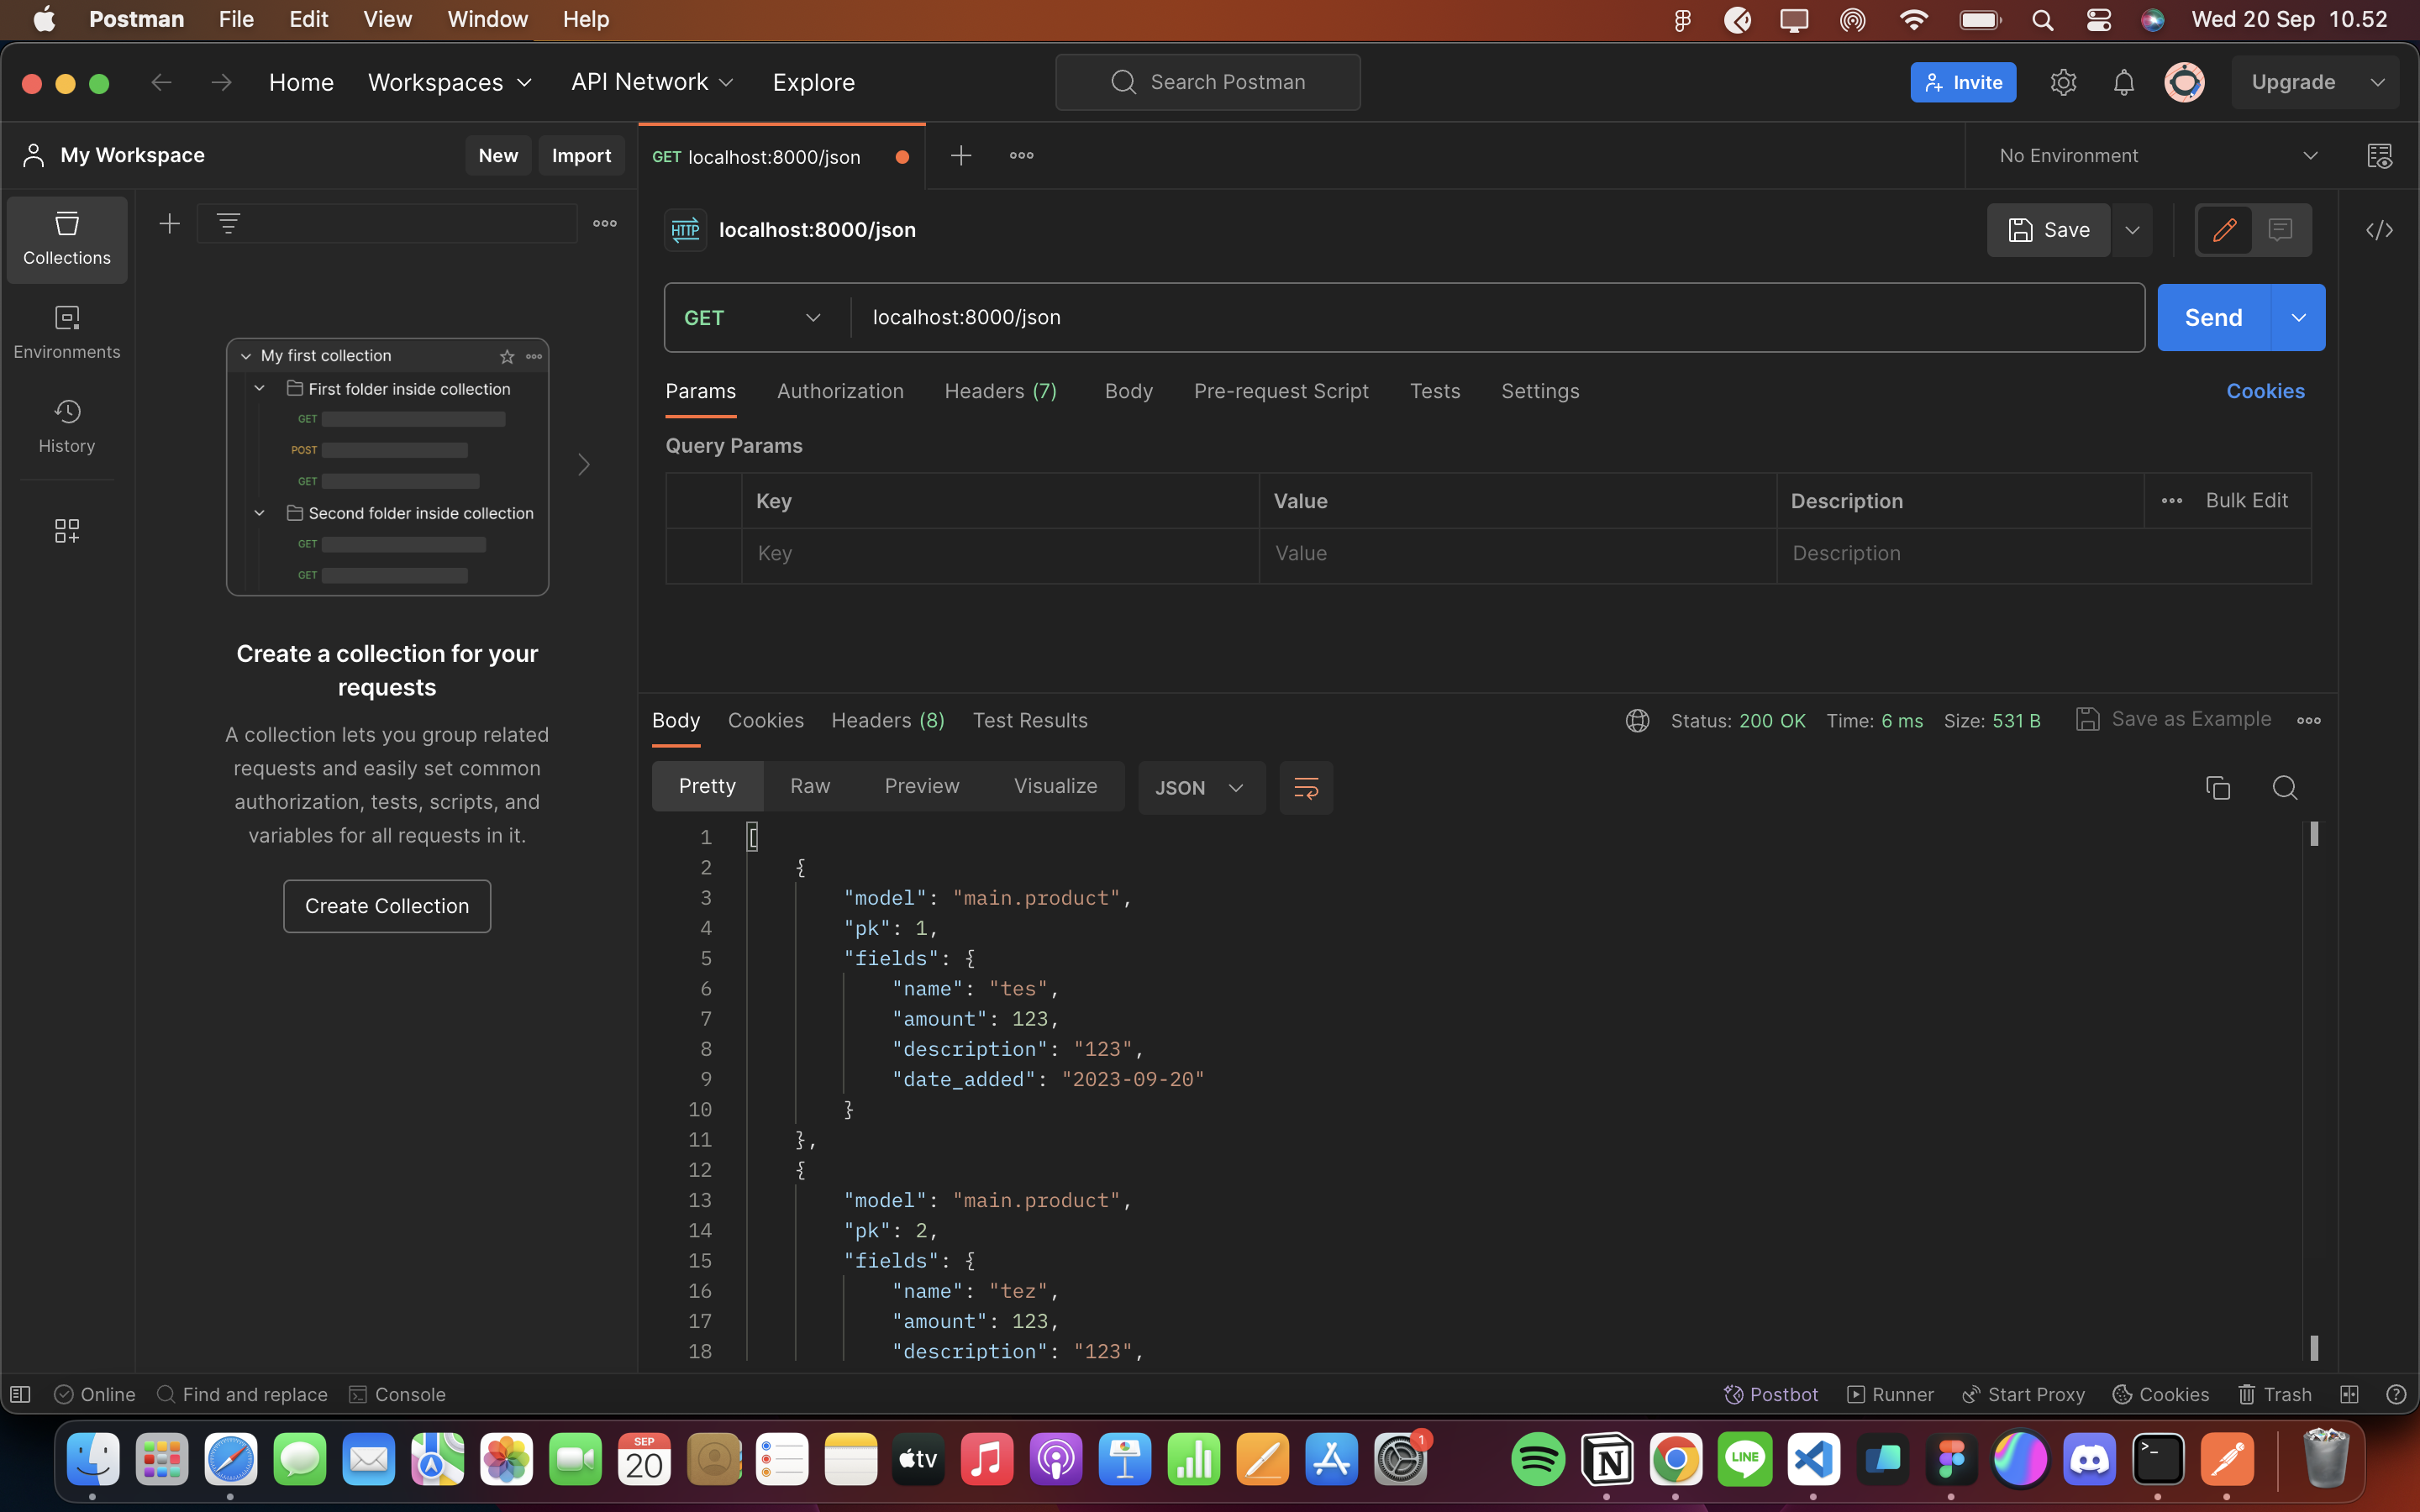 Postman File Edit View Window Help Wed 20 Sep 10.52
Home Workspaces API Network Explore Search Postman Invite Upgrade
My Workspace New Import GET localhost:8000/json No Environment
HTTP localhost:8000/json Save
Collections
Environments
History
My first collection
First folder inside collection
GET
POST
GET
Second folder inside collection
GET
GET
Create a collection for your
requests
A collection lets you group related
requests and easily set common
authorization, tests, scripts, and
variables for all requests in it.
Create Collection
GET localhost:8000/json Send
Params Authorization Headers (7) Body Pre-request Script Tests Settings Cookies
Query Params
Key Value Description Bulk Edit
Key Value Description
Body Cookies Headers (8) Test Results Status: 200 OK Time: 6 ms Size: 531 B Save as Example
Pretty Raw Preview Visualize JSON
1 [
2 {
3 "model": "main.product",
4 "pk": 1,
5 "fields": {
6 "name": "tes",
7 "amount": 123,
8 "description": "123",
9 "date_added": "2023-09-20"
10 }
11 },
12 {
13 "model": "main.product",
14 "pk": 2,
15 "fields": {
16 "name": "tez",
17 "amount": 123,
18 "description": "123",
Online Find and replace Console Postbot Runner Start Proxy Cookies Trash
SEP
20
tv
1
N
LINE
>_